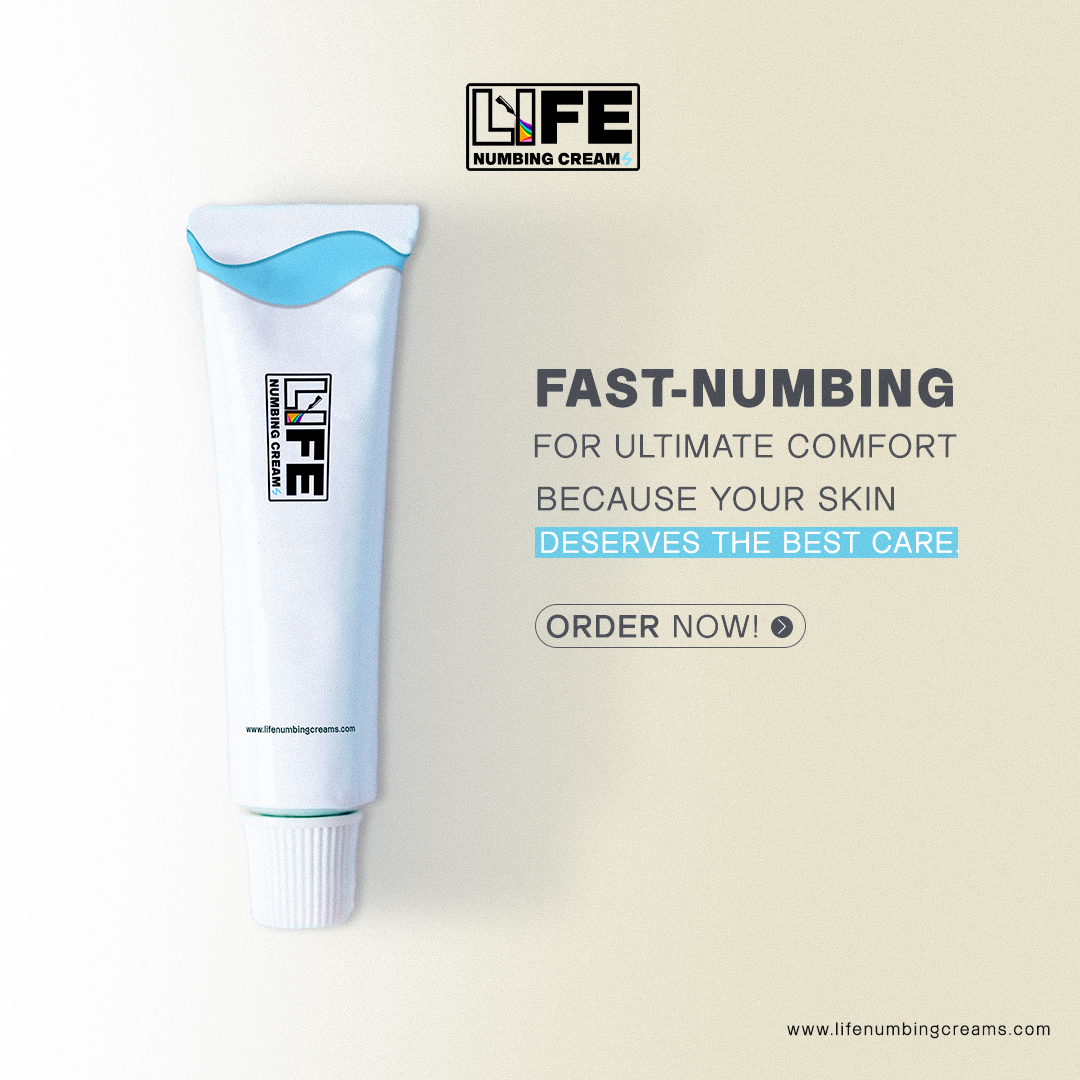 LIFE
NUMBING CREAMS
LIFE
NUMBING CREAMS
www.lifenumbingcreams.com
FAST-NUMBING
FOR ULTIMATE COMFORT
BECAUSE YOUR SKIN
DESERVES THE BEST CARE.
ORDER NOW!
www.lifenumbingcreams.com